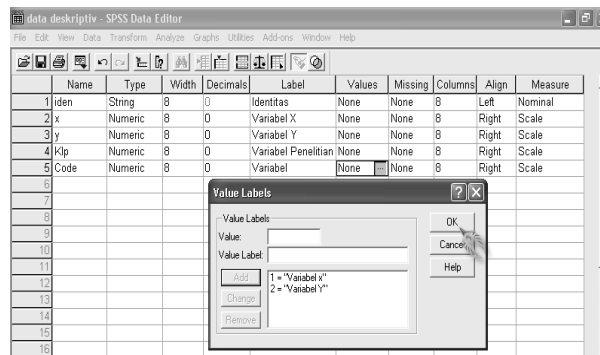 data deskriptiv - SPSS Data Editor
File Edit View Data Transform Analyze Graphs Utilities Add-ons Window Help
Name Type Width Decimals Label Values Missing Columns Align Measure
1 iden String 8 0 Identitas None None 8 Left Nominal
2 x Numeric 8 0 Variabel X None None 8 Right Scale
3 y Numeric 8 0 Variabel Y None None 8 Right Scale
4 Klp Numeric 8 0 Variabel Penelitian None None 8 Right Scale
5 Code Numeric 8 0 Variabel None ... None 8 Right Scale
6
7
8
9
10
11
12
13
14
15
16
Value Labels
Value Labels
Value:
Value Label:
Add
Change
Remove
1 = "Variabel x"
2 = "Variabel Y"
OK
Cancel
Help